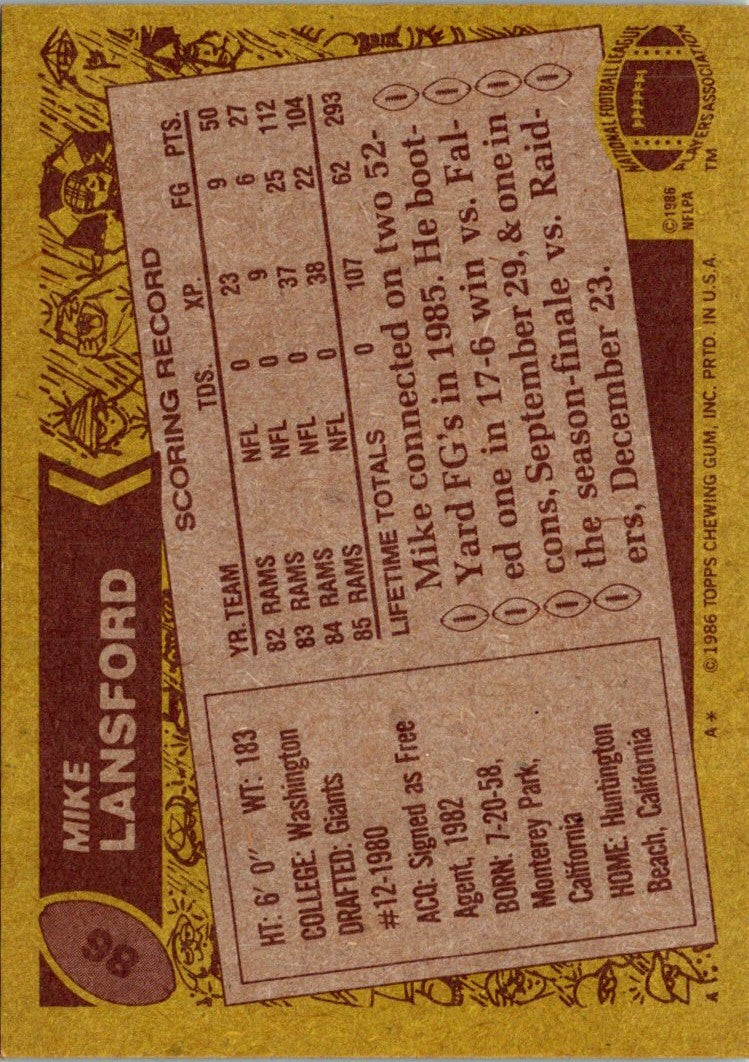 98
MIKE
LANSFORD
HT: 6' 0" WT: 183
COLLEGE: Washington
DRAFTED: Giants
#12-1980
ACQ: Signed as Free
Agent, 1982
BORN: 7-20-58,
Monterey Park,
California
HOME: Huntington
Beach, California
SCORING RECORD
YR. TEAM TDS. XP. FG PTS.
82 RAMS NFL 0 23 9 50
83 RAMS NFL 0 9 6 27
84 RAMS NFL 0 37 25 112
85 RAMS NFL 0 38 22 104
LIFETIME TOTALS 0 107 62 293
Mike connected on two 52-
Yard FG's in 1985. He boot-
ed one in 17-6 win vs. Fal-
cons, September 29, & one in
the season-finale vs. Raid-
ers, December 23.
NATIONAL FOOTBALL LEAGUE
PLAYERS ASSOCIATION
TM
©1986
NFLPA
A* ©1986 TOPPS CHEWING GUM, INC. PRTD. IN U.S.A.
A